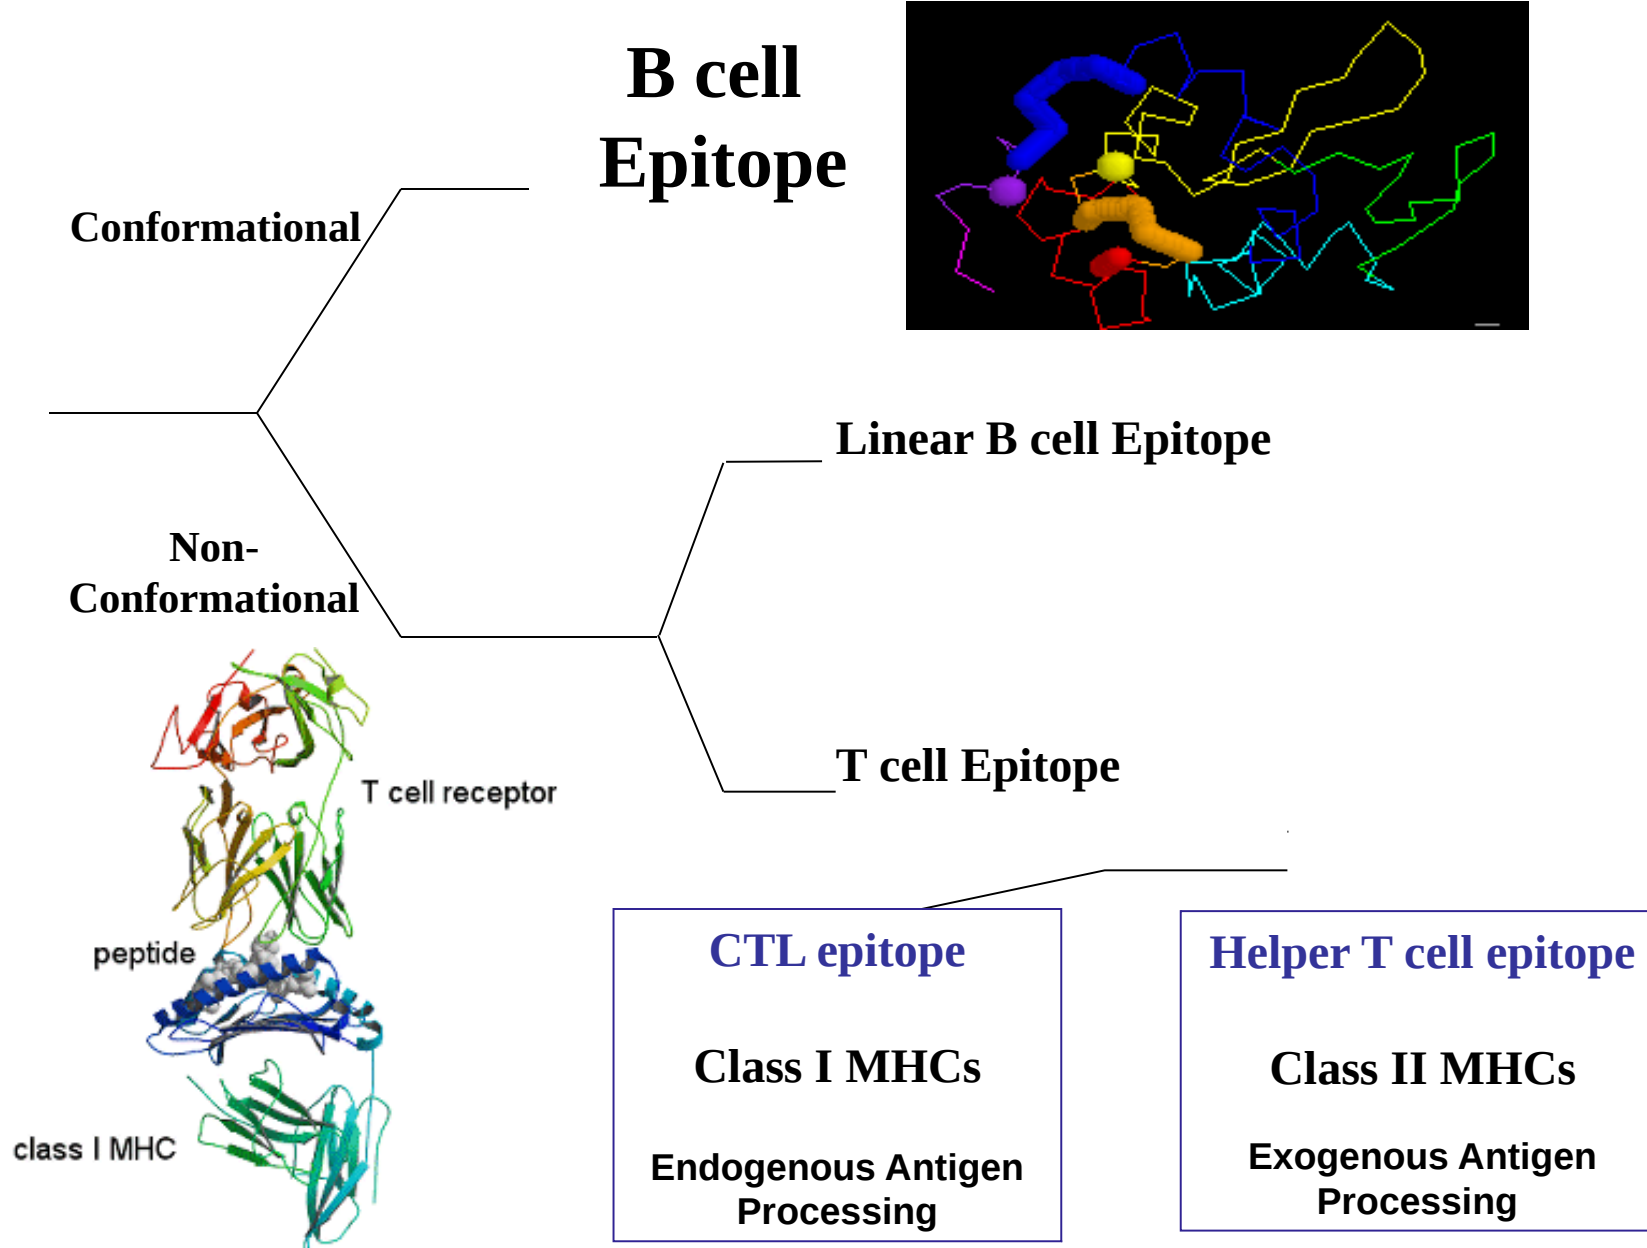 B cell
Epitope
Conformational
Linear B cell Epitope
Non-
Conformational
T cell Epitope
T cell receptor
peptide
class I MHC
CTL epitope
Class I MHCs
Endogenous Antigen
Processing
Helper T cell epitope
Class II MHCs
Exogenous Antigen
Processing